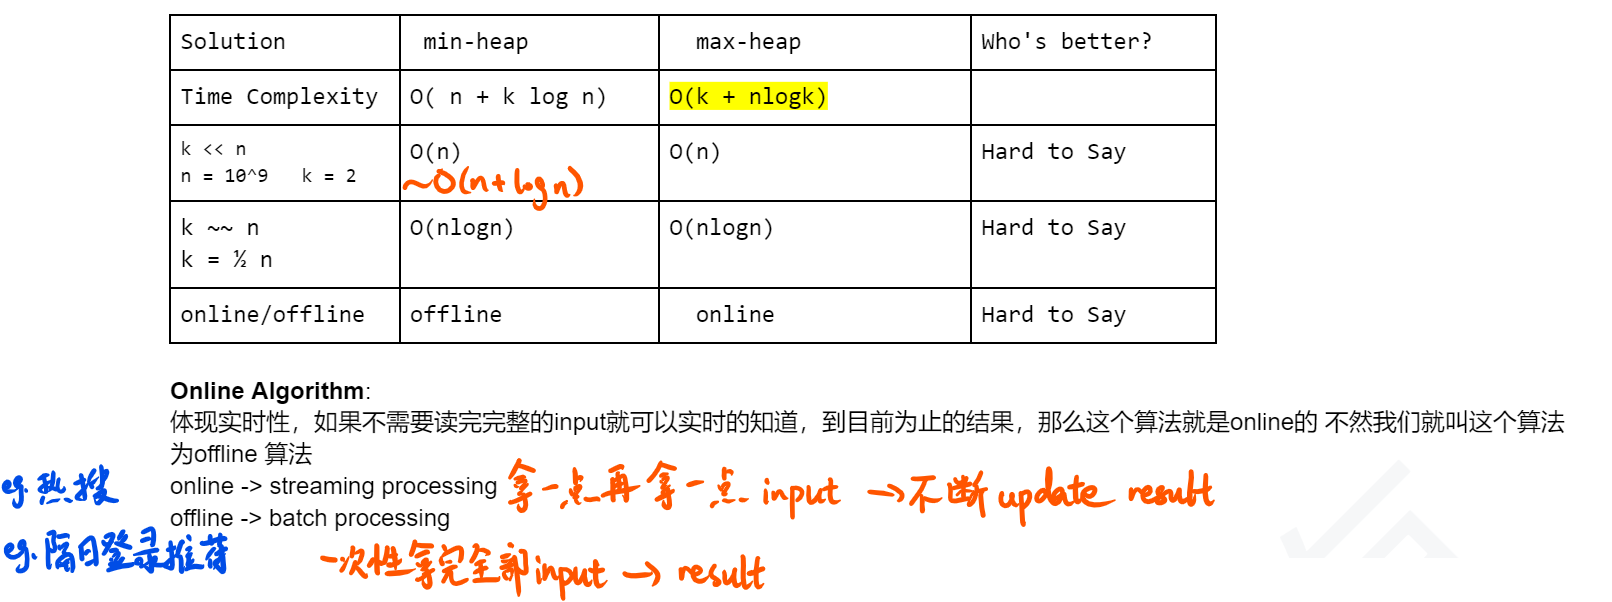 Solution min-heap max-heap Who's better?
Time Complexity O( n + k log n) O(k + nlogk)
k << n O(n) O(n) Hard to Say
n = 10^9 k = 2 ~O(n+logn)
k ~~ n O(nlogn) O(nlogn) Hard to Say
k = ½ n
online/offline offline online Hard to Say
Online Algorithm:
体现实时性，如果不需要读完完整的input就可以实时的知道，到目前为止的结果，那么这个算法就是online的 不然我们就叫这个算法
为offline 算法
eg. 热搜 online -> streaming processing 拿一点再拿一点 input → 不断 update result
offline -> batch processing
eg. 隔日登录推荐 一次性拿完全部 input → result